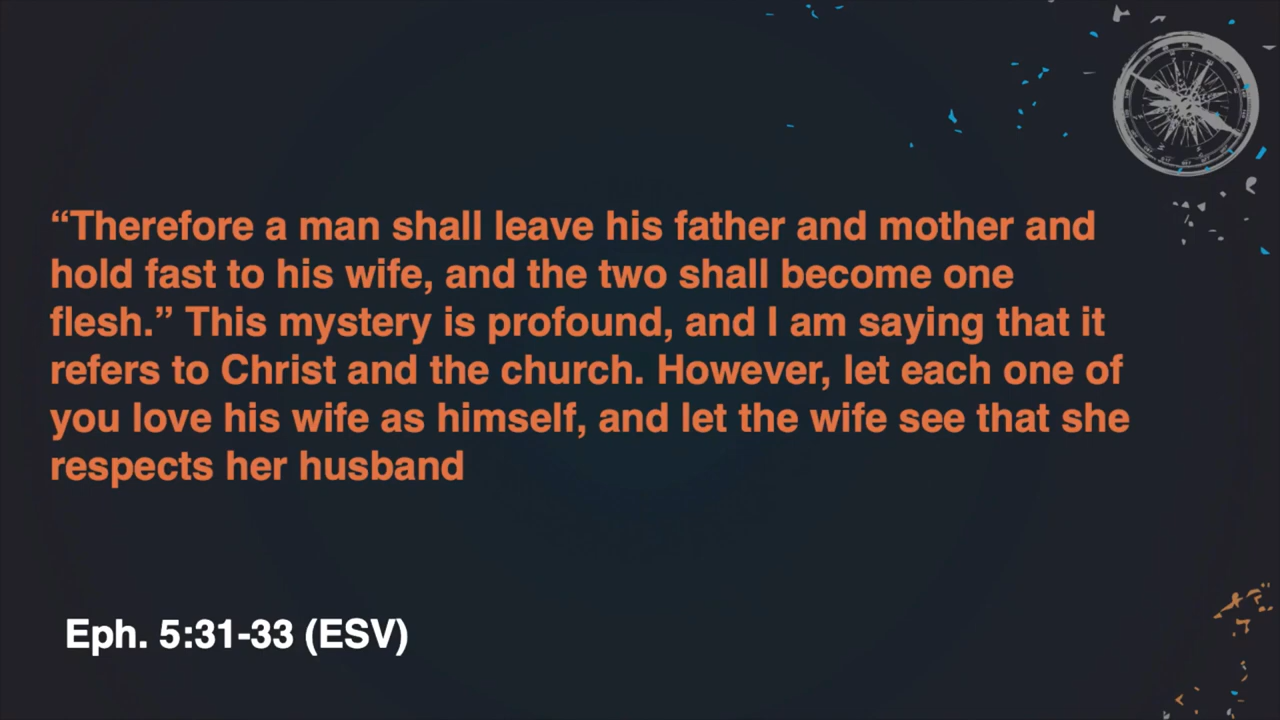 “Therefore a man shall leave his father and mother and
hold fast to his wife, and the two shall become one
flesh.” This mystery is profound, and I am saying that it
refers to Christ and the church. However, let each one of
you love his wife as himself, and let the wife see that she
respects her husband
Eph. 5:31-33 (ESV)